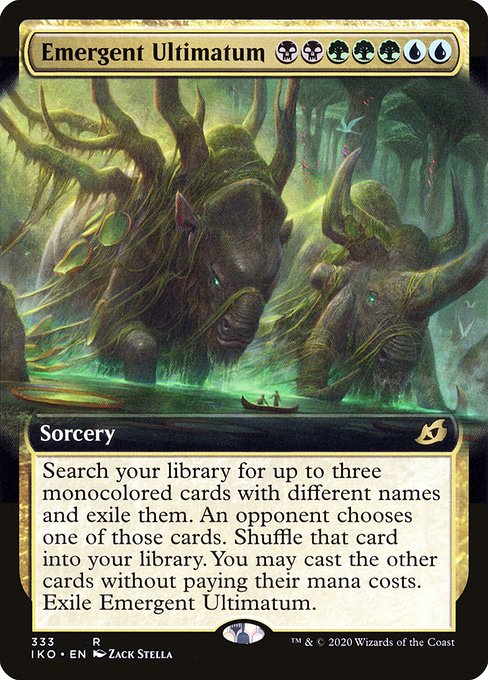 Emergent Ultimatum
Sorcery
Search your library for up to three
monocolored cards with different names
and exile them. An opponent chooses
one of those cards. Shuffle that card
into your library. You may cast the other
cards without paying their mana costs.
Exile Emergent Ultimatum.
333 R
IKO • EN ZACK STELLA
™ & © 2020 Wizards of the Coast